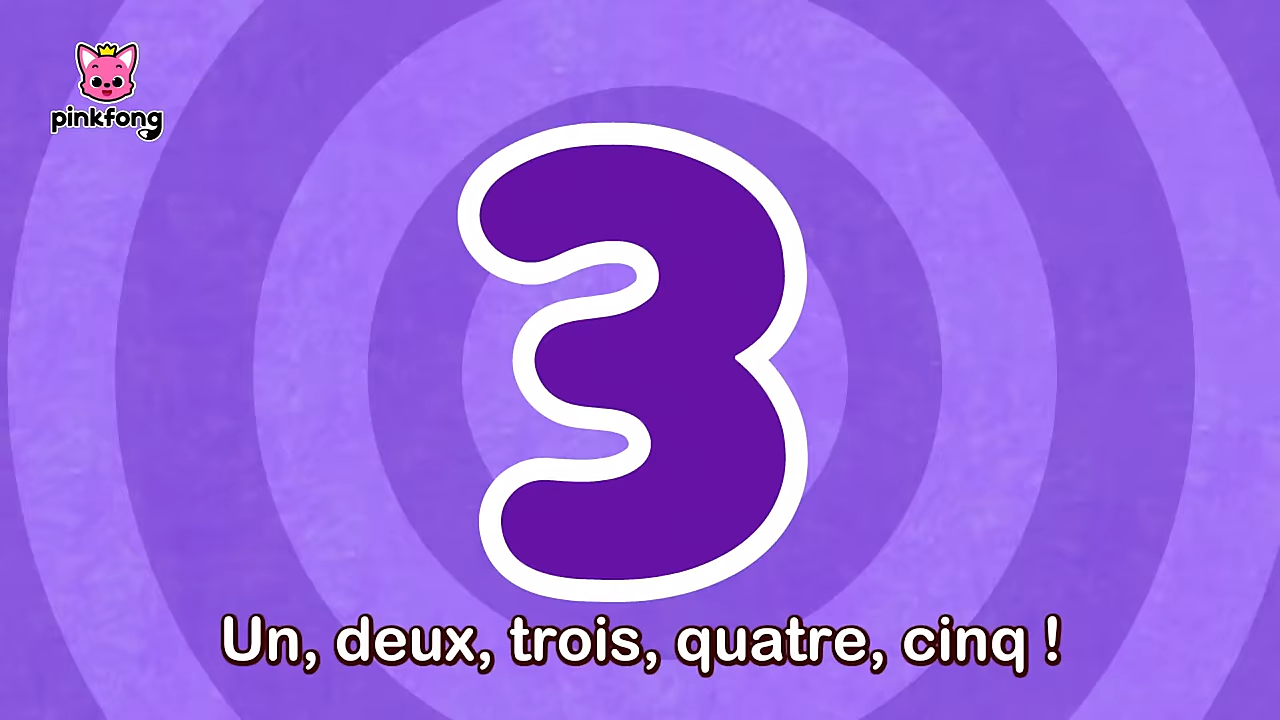 pinkfong
3
Un, deux, trois, quatre, cinq !